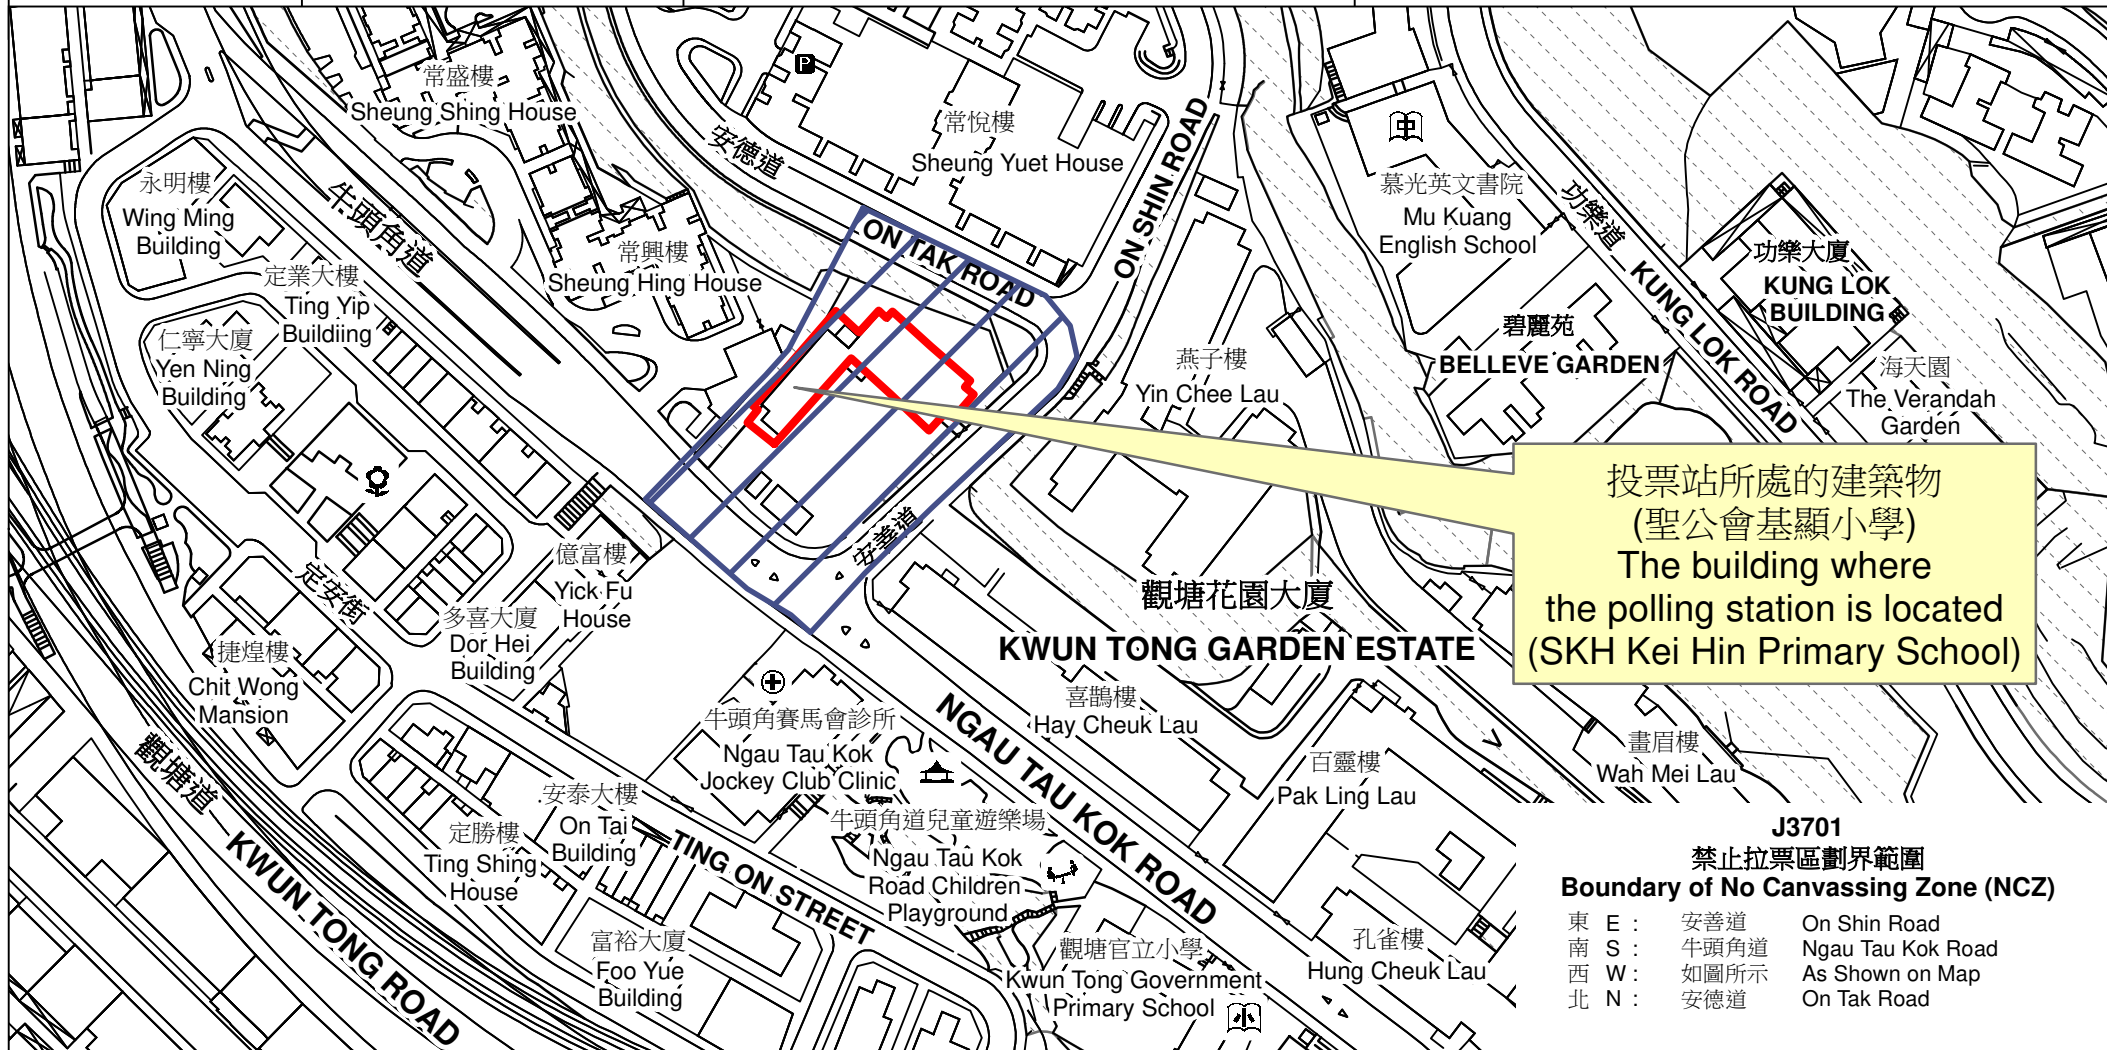 常盛樓
Sheung Shing House
P
常悅樓
Sheung Yuet House
安德道
ON TAK ROAD
ON SHIN ROAD
中
慕光英文書院
Mu Kuang
English School
功樂道
KUNG LOK ROAD
功樂大廈
KUNG LOK
BUILDING
永明樓
Wing Ming
Building
牛頭角道
定業大樓
Ting Yip
Buildiing
常興樓
Sheung Hing House
仁寧大廈
Yen Ning
Building
碧麗苑
BELLEVE GARDEN
海天園
The Verandah
Garden
燕子樓
Yin Chee Lau
投票站所處的建築物
(聖公會基顯小學)
The building where
the polling station is located
(SKH Kei Hin Primary School)
安善道
億富樓
Yick Fu
House
定安街
多喜大廈
Dor Hei
Building
觀塘花園大廈
KWUN TONG GARDEN ESTATE
捷煌樓
Chit Wong
Mansion
喜鵲樓
Hay Cheuk Lau
牛頭角賽馬會診所
Ngau Tau Kok
Jockey Club Clinic
NGAU TAU KOK ROAD
觀塘道
KWUN TONG ROAD
百靈樓
Pak Ling Lau
畫眉樓
Wah Mei Lau
安泰大樓
On Tai
Building
定勝樓
Ting Shing
House
TING ON STREET
牛頭角道兒童遊樂場
Ngau Tau Kok
Road Children
Playground
富裕大廈
Foo Yue
Building
觀塘官立小學
Kwun Tong Government
Primary School
小
孔雀樓
Hung Cheuk Lau
J3701
禁止拉票區劃界範圍
Boundary of No Canvassing Zone (NCZ)
東 E : 安善道 On Shin Road
南 S : 牛頭角道 Ngau Tau Kok Road
西 W : 如圖所示 As Shown on Map
北 N : 安德道 On Tak Road